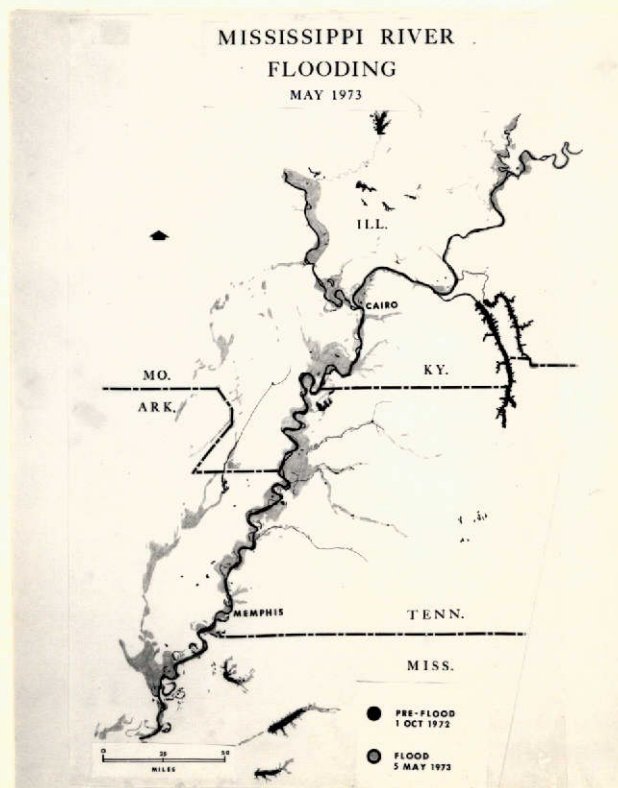 MISSISSIPPI RIVER
FLOODING
MAY 1973
ILL.
CAIRO
MO.
KY.
ARK.
MEMPHIS
TENN.
MISS.
PRE-FLOOD
1 OCT 1972
FLOOD
5 MAY 1973
0 25 50
MILES